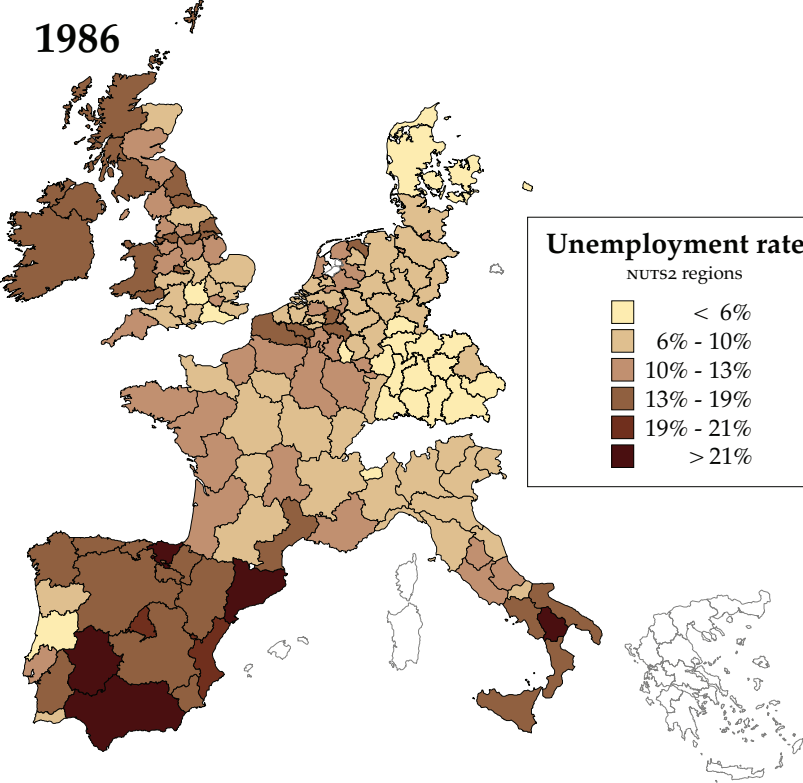 1986
Unemployment rate
NUTS2 regions
< 6%
6% - 10%
10% - 13%
13% - 19%
19% - 21%
> 21%